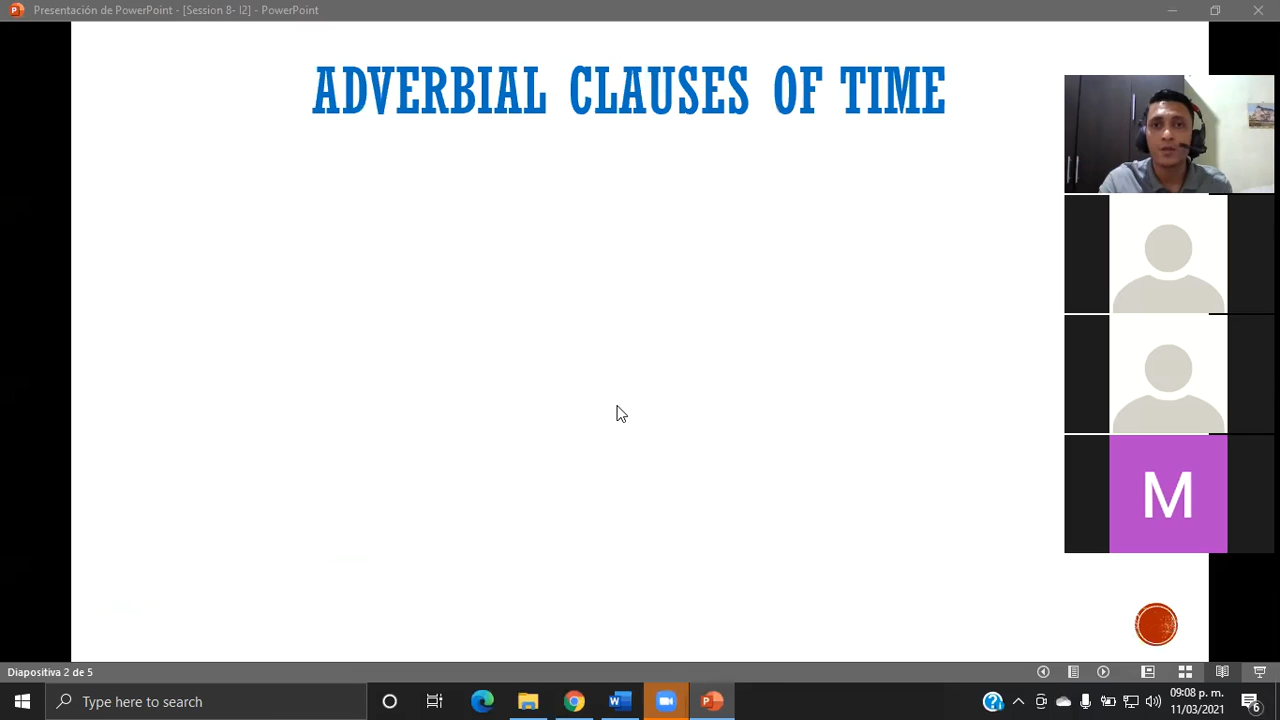 Presentación de PowerPoint - [Session 8- I2] - PowerPoint
ADVERBIAL CLAUSES OF TIME
M
Diapositiva 2 de 5
Type here to search
09:08 p. m.
11/03/2021
6